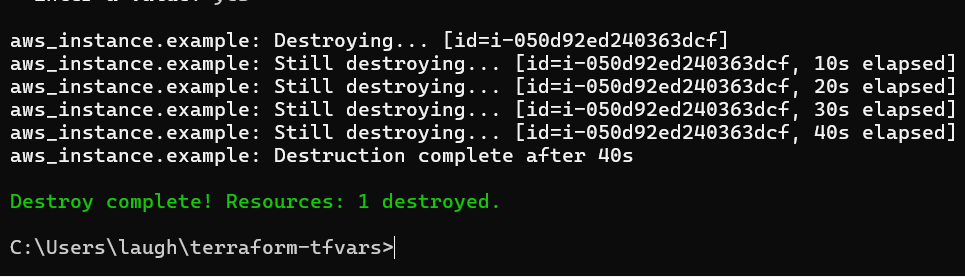 aws_instance.example: Destroying... [id=i-050d92ed240363dcf]
aws_instance.example: Still destroying... [id=i-050d92ed240363dcf, 10s elapsed]
aws_instance.example: Still destroying... [id=i-050d92ed240363dcf, 20s elapsed]
aws_instance.example: Still destroying... [id=i-050d92ed240363dcf, 30s elapsed]
aws_instance.example: Still destroying... [id=i-050d92ed240363dcf, 40s elapsed]
aws_instance.example: Destruction complete after 40s
Destroy complete! Resources: 1 destroyed.
C:\Users\laugh\terraform-tfvars>